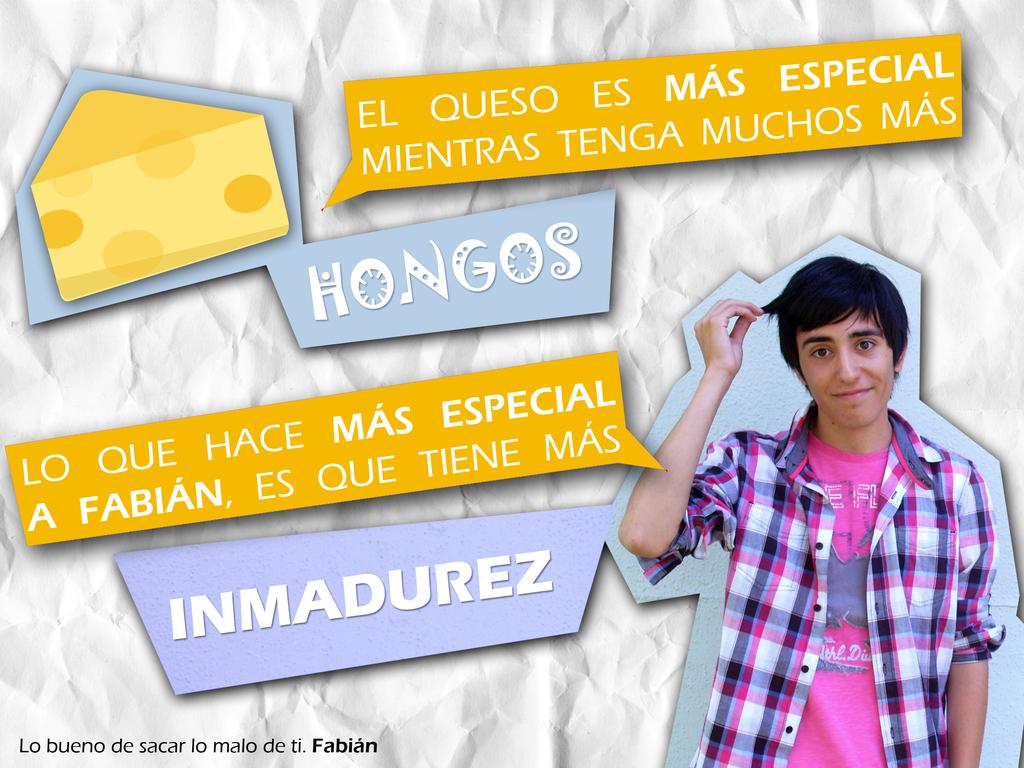 EL QUESO ES MÁS ESPECIAL
MIENTRAS TENGA MUCHOS MÁS
HONGOS
LO QUE HACE MÁS ESPECIAL
A FABIÁN, ES QUE TIENE MÁS
INMADUREZ
Lo bueno de sacar lo malo de ti. Fabián